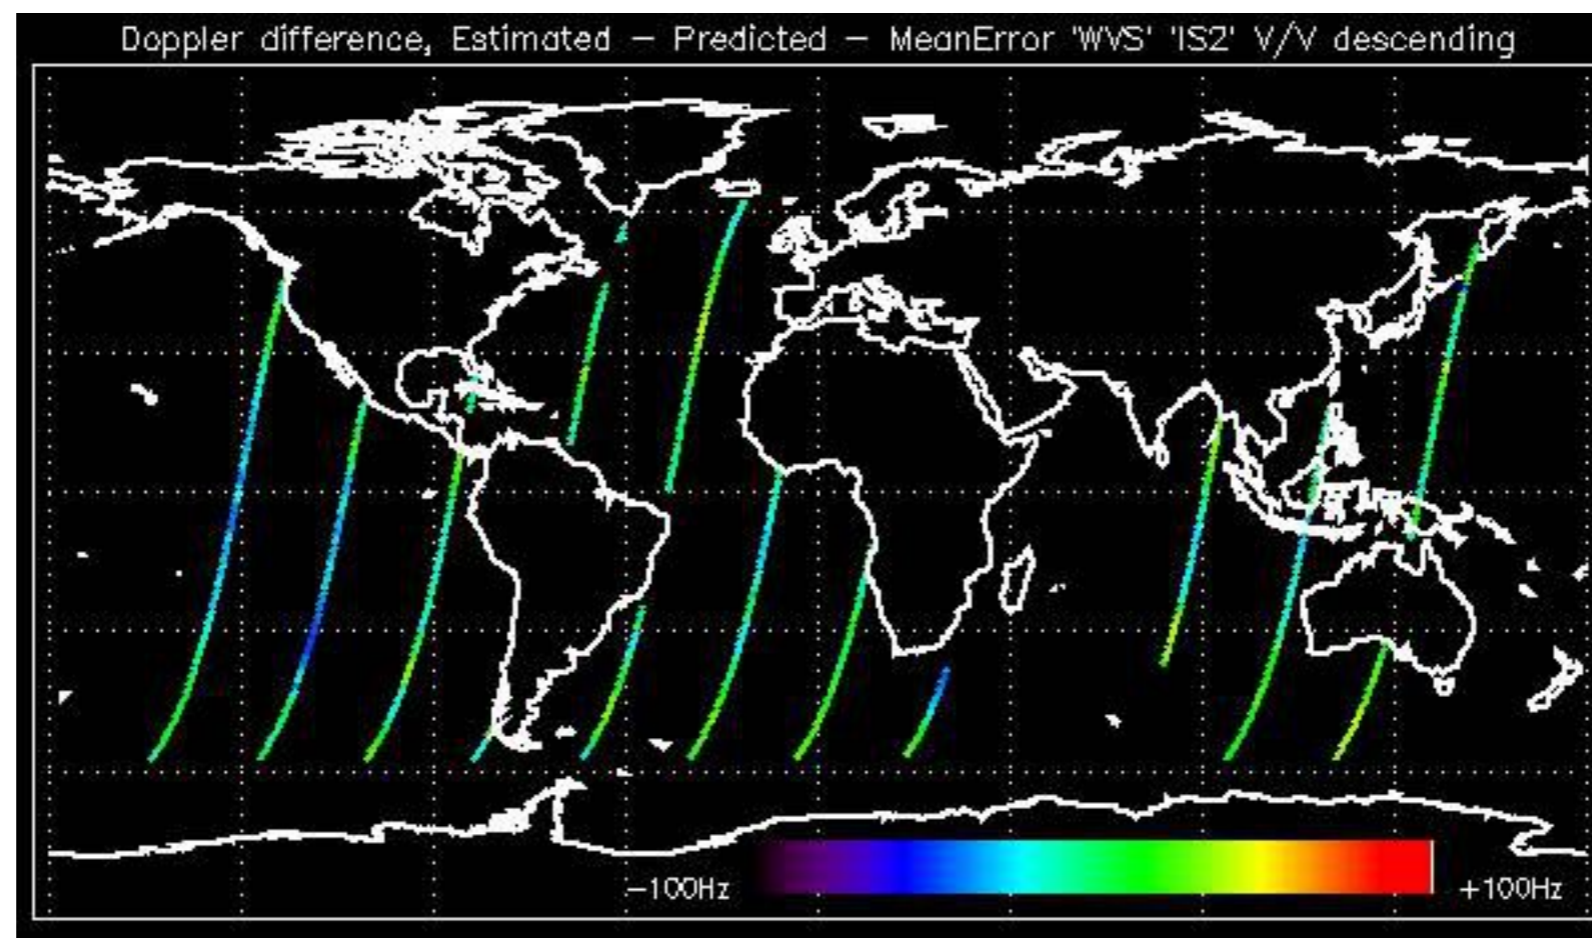 Doppler difference, Estimated - Predicted - MeanError 'WVS' 'IS2' V/V descending
-100Hz
+100Hz